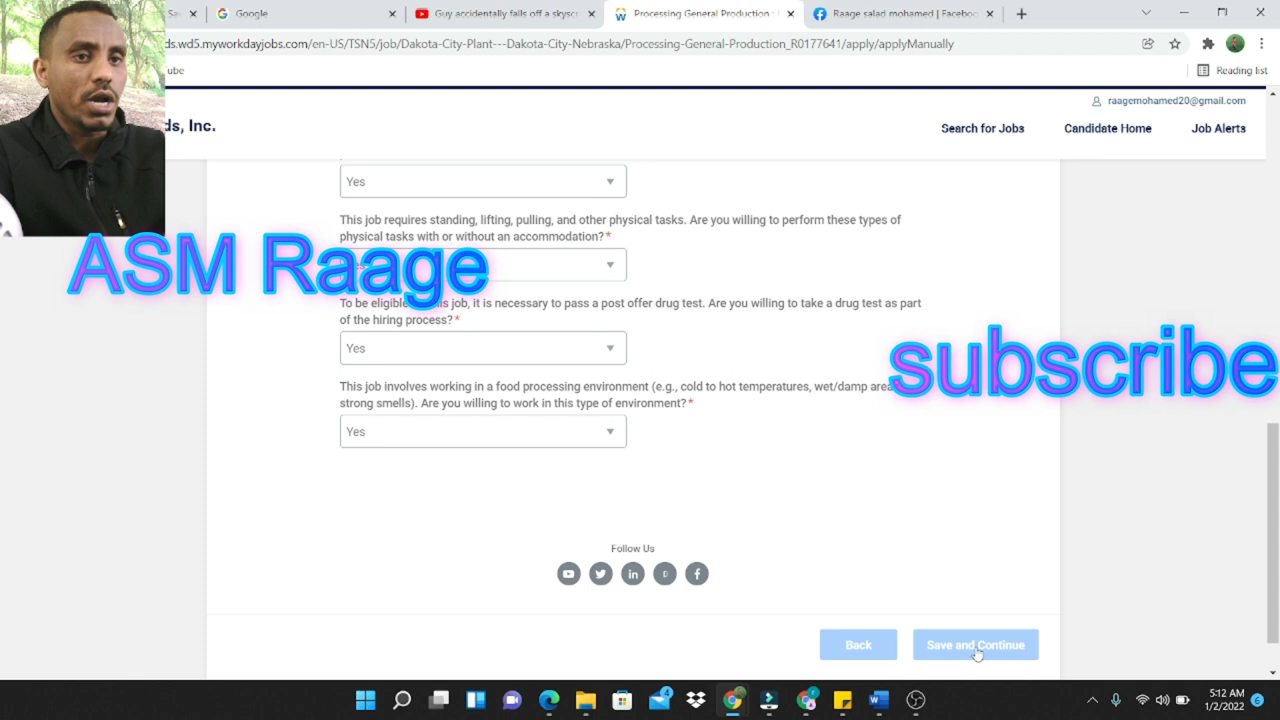 Google
Guy accidentally falls off a skysc
Processing General Production
Raage salad mohamed | Faceboo
ds.wd5.myworkdayjobs.com/en-US/TSN5/job/Dakota-City-Plant---Dakota-City-Nebraska/Processing-General-Production_R0177641/apply/applyManually
ube
Reading list
raagemohamed20@gmail.com
ds, Inc.
Search for Jobs
Candidate Home
Job Alerts
Yes
This job requires standing, lifting, pulling, and other physical tasks. Are you willing to perform these types of
physical tasks with or without an accommodation?*
ASM Raage
To be eligible this job, it is necessary to pass a post offer drug test. Are you willing to take a drug test as part
of the hiring process?*
Yes
subscribe
This job involves working in a food processing environment (e.g., cold to hot temperatures, wet/damp area
strong smells). Are you willing to work in this type of environment?*
Yes
Follow Us
Back
Save and Continue
4
5:12 AM
1/2/2022
6